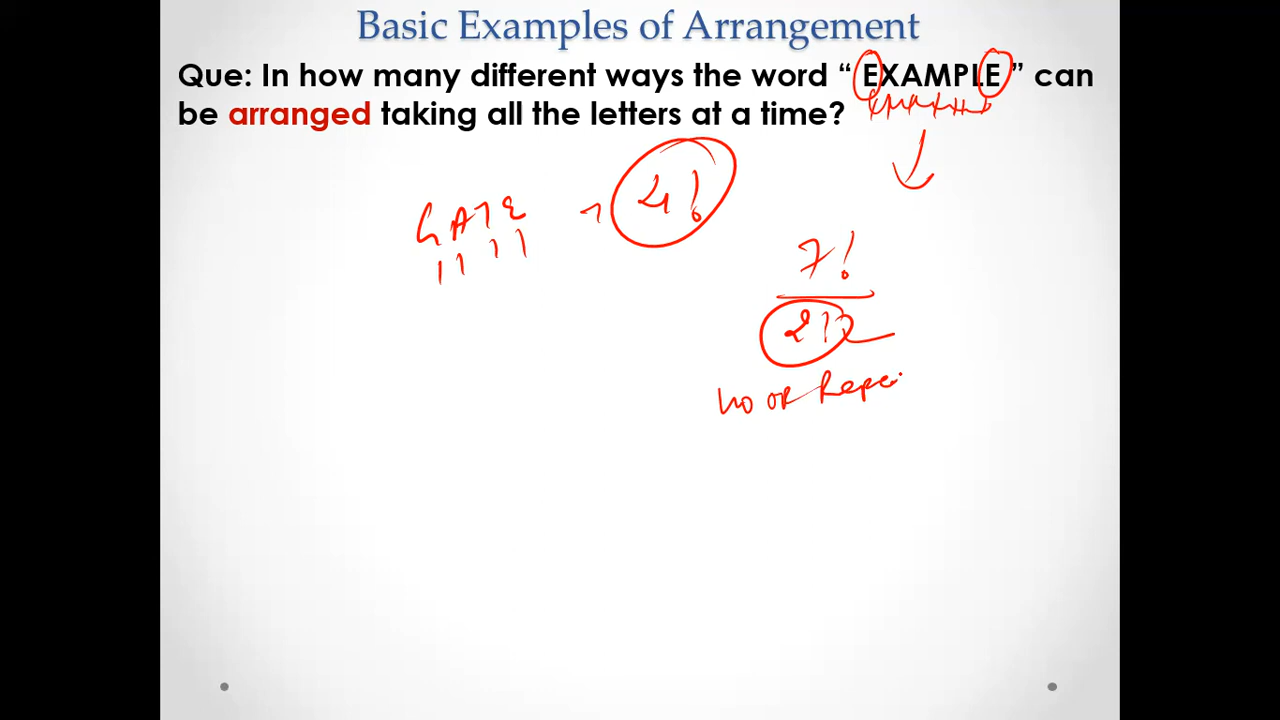 Basic Examples of Arrangement
Que: In how many different ways the word “ EXAMPLE ” can
be arranged taking all the letters at a time?
GATE → 4!
7!
2!
no of Repe